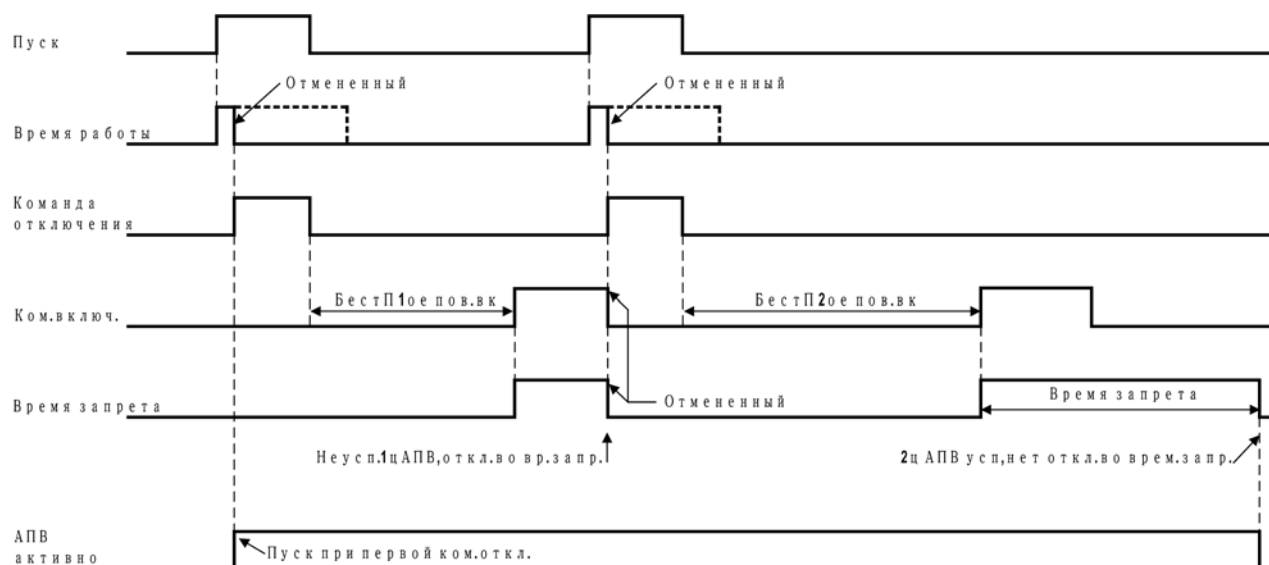 Пуск
Отмененный
Отмененный
Время работы
Команда
отключения
БестП1ое пов.вк
БестП2ое пов.вк
Ком.включ.
Время запрета
Отмененный
Время запрета
Неусп.1цАПВ,откл.во вр.запр.
2ц АПВ усп,нет откл.во врем.запр.
АПВ
активно
Пуск при первой ком.откл.